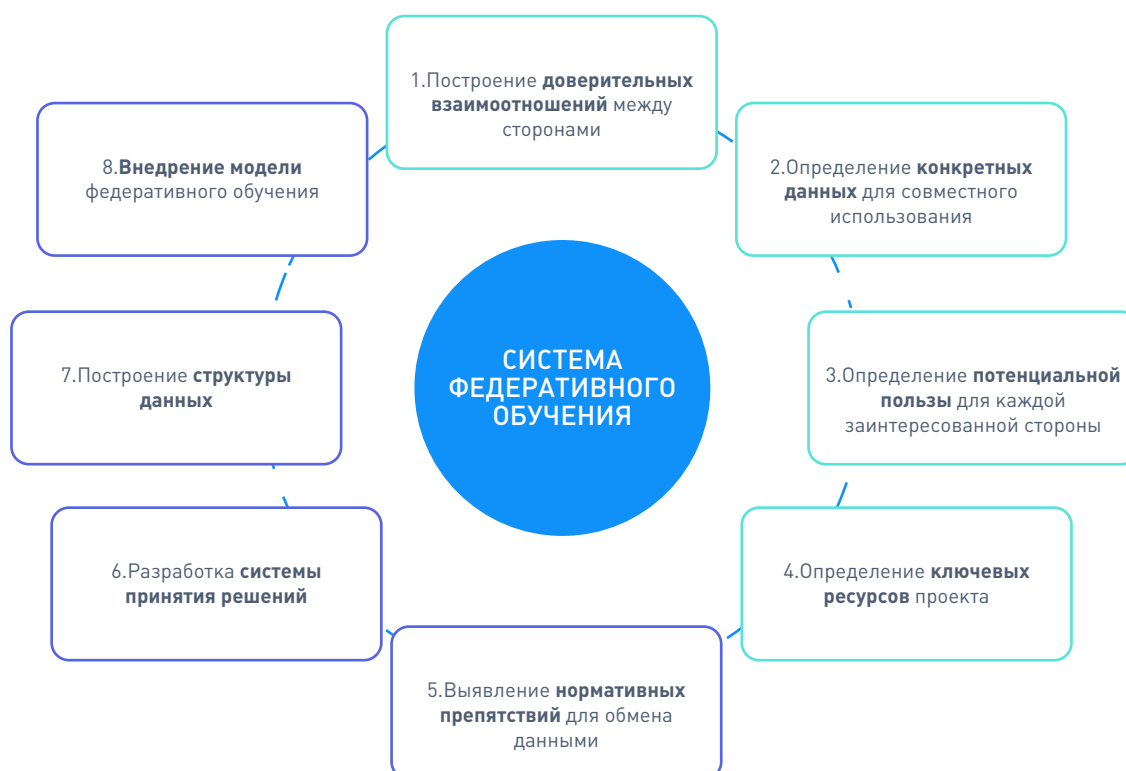 1.Построение доверительных
взаимоотношений между
сторонами
2.Определение конкретных
данных для совместного
использования
3.Определение потенциальной
пользы для каждой
заинтересованной стороны
4.Определение ключевых
ресурсов проекта
5.Выявление нормативных
препятствий для обмена
данными
6.Разработка системы
принятия решений
7.Построение структуры
данных
8.Внедрение модели
федеративного обучения
СИСТЕМА
ФЕДЕРАТИВНОГО
ОБУЧЕНИЯ